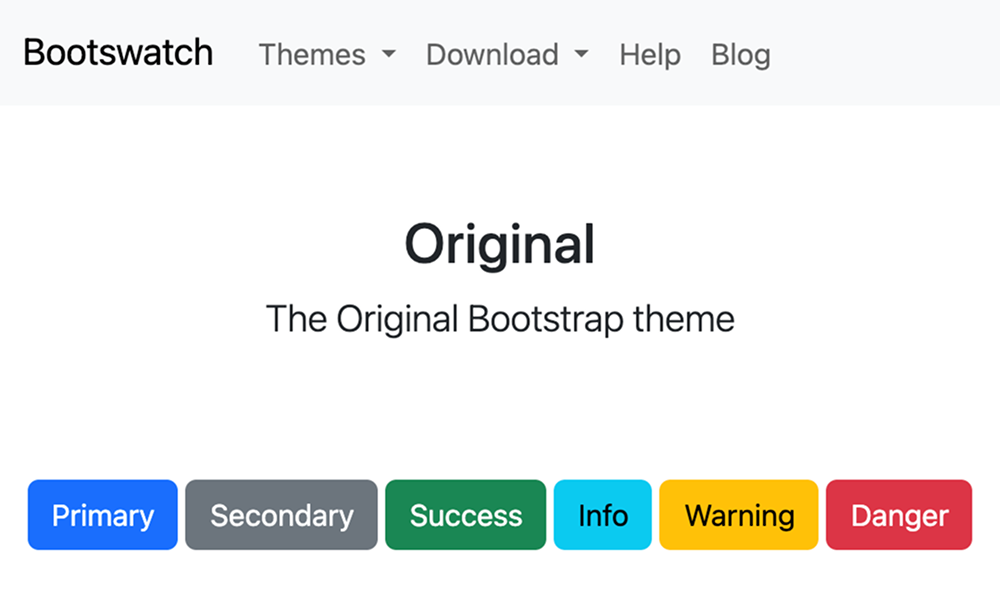 Bootswatch Themes Download Help Blog
Original
The Original Bootstrap theme
Primary Secondary Success Info Warning Danger